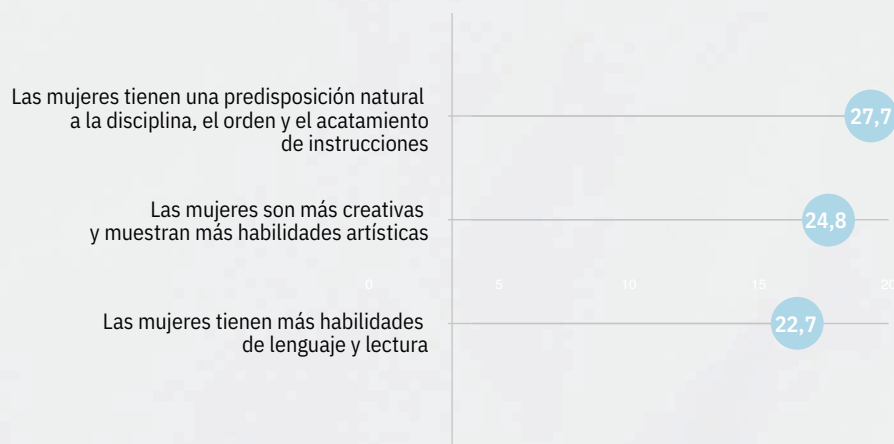 Las mujeres tienen una predisposición natural
a la disciplina, el orden y el acatamiento
de instrucciones
27,7
Las mujeres son más creativas
y muestran más habilidades artísticas
24,8
0 5 10 15 20
Las mujeres tienen más habilidades
de lenguaje y lectura
22,7